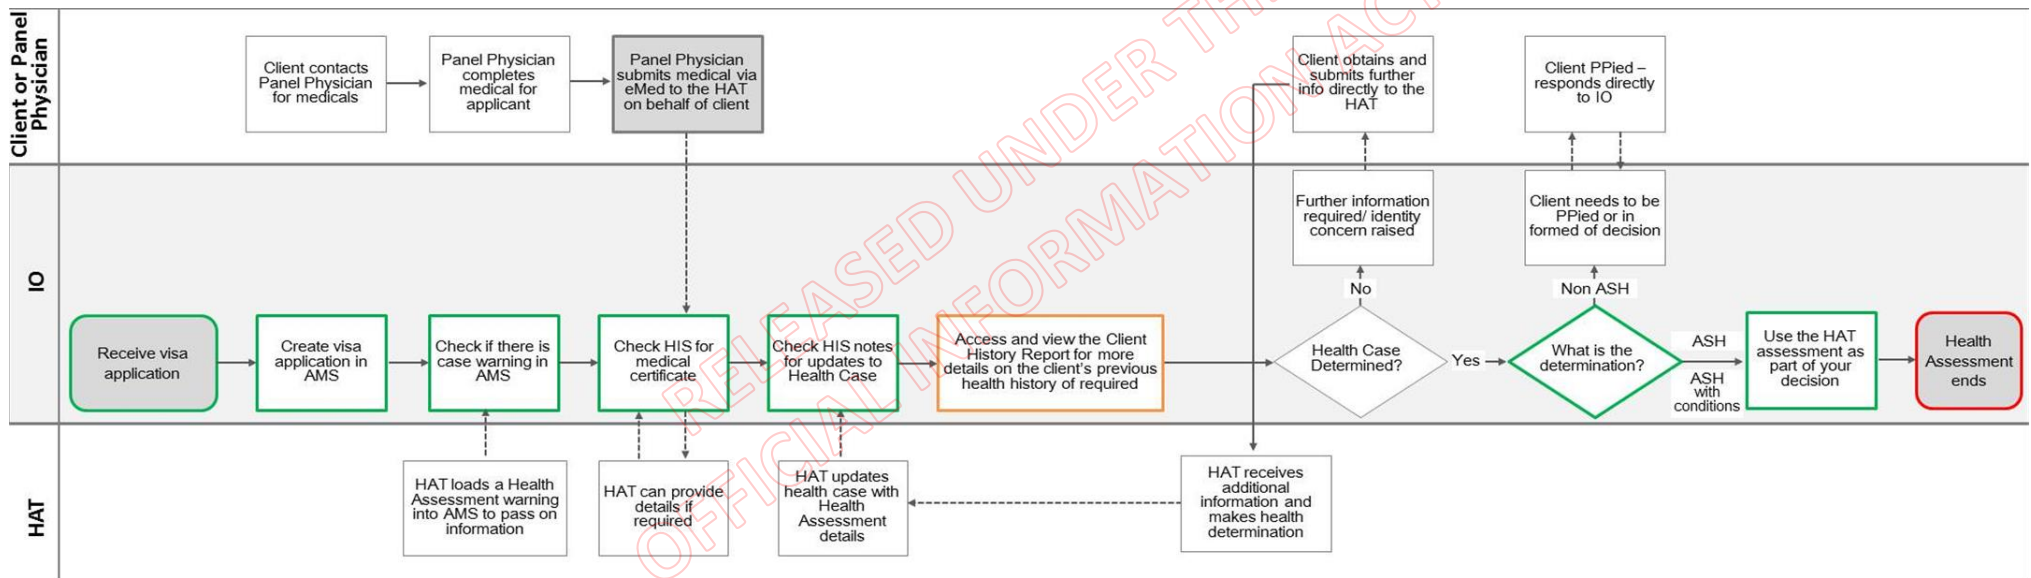 Client or Panel
Physician
Client contacts
Panel Physician
for medicals
Panel Physician
completes
medical for
applicant
Panel Physician
submits medical via
eMed to the HAT
on behalf of client
Client obtains and
submits further
info directly to the
HAT
Client PPied –
responds directly
to IO
IO
Further information
required/ identity
concern raised
Client needs to be
PPied or in
formed of decision
No
Non ASH
Receive visa
application
Create visa
application in
AMS
Check if there is
case warning in
AMS
Check HIS for
medical
certificate
Check HIS notes
for updates to
Health Case
Access and view the Client
History Report for more
details on the client's previous
health history of required
Health Case
Determined?
Yes
What is the
determination?
ASH
ASH
with
conditions
Use the HAT
assessment as
part of your
decision
Health
Assessment
ends
HAT
HAT loads a Health
Assessment warning
into AMS to pass on
information
HAT can provide
details if
required
HAT updates
health case with
Health
Assessment
details
HAT receives
additional
information and
makes health
determination
RELEASED UNDER THE
OFFICIAL INFORMATION ACT